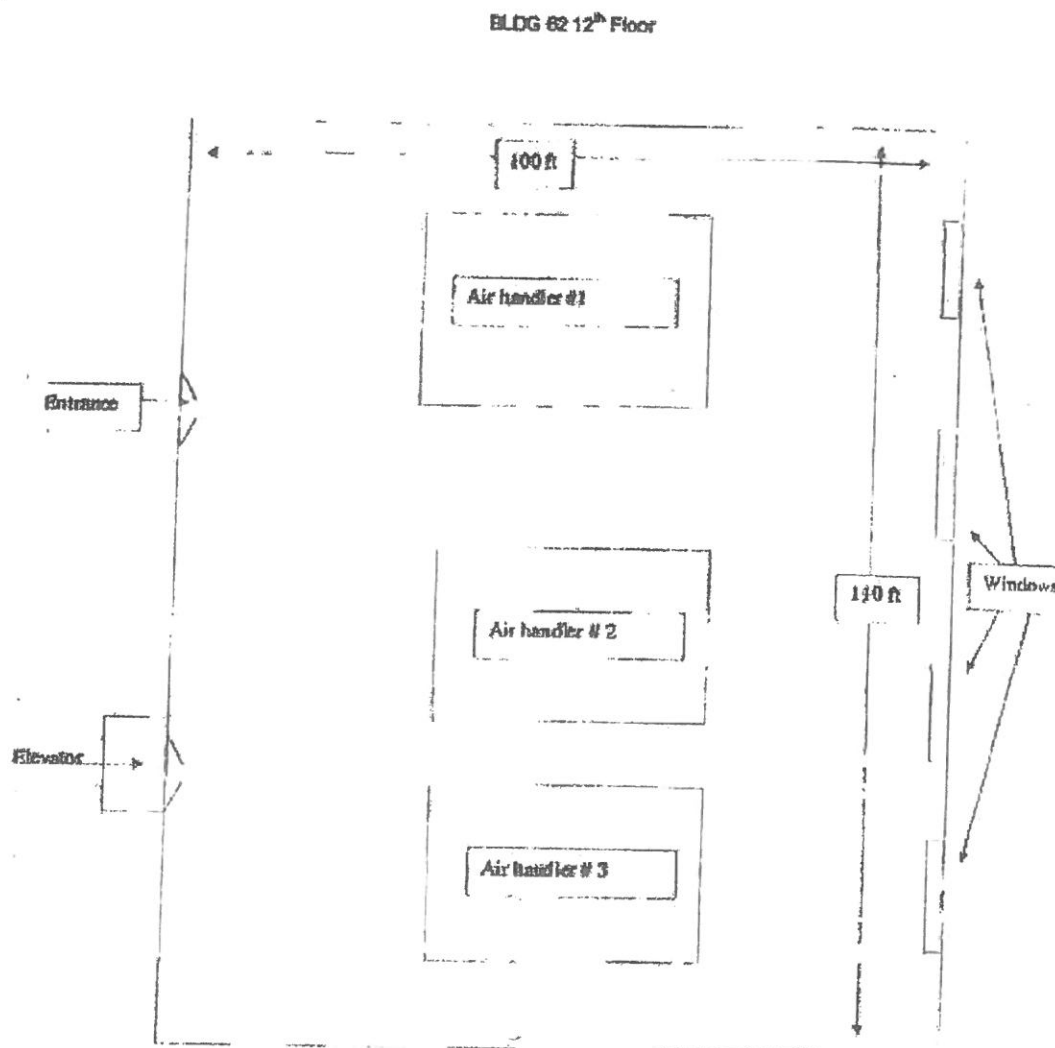 BLDG 62 12th Floor
100 ft
Air handler #1
Entrance
Windows
110 ft
Air handler # 2
Elevator
Air handler # 3